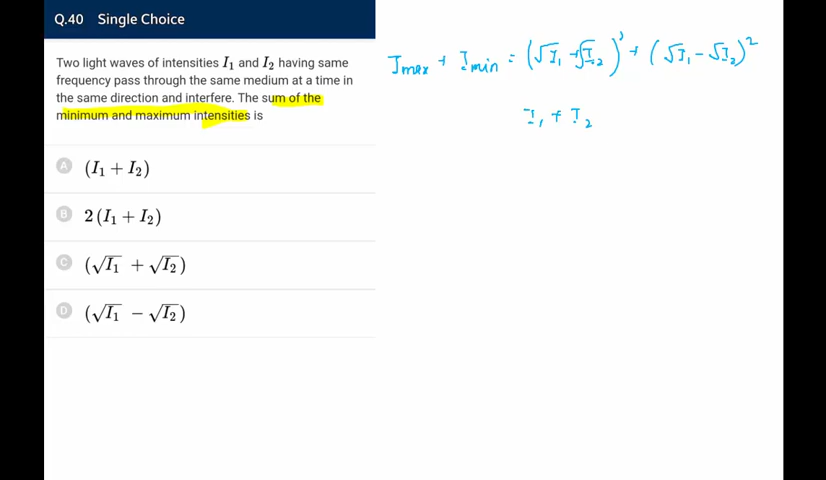 Q.40 Single Choice
Two light waves of intensities I₁ and I₂ having same
frequency pass through the same medium at a time in
the same direction and interfere. The sum of the
minimum and maximum intensities is
A (I₁ + I₂)
B 2 (I₁ + I₂)
C (√I₁ + √I₂)
D (√I₁ − √I₂)
I max + I min = (√I₁ + √I₂)² + (√I₁ − √I₂)²
I₁ + I₂